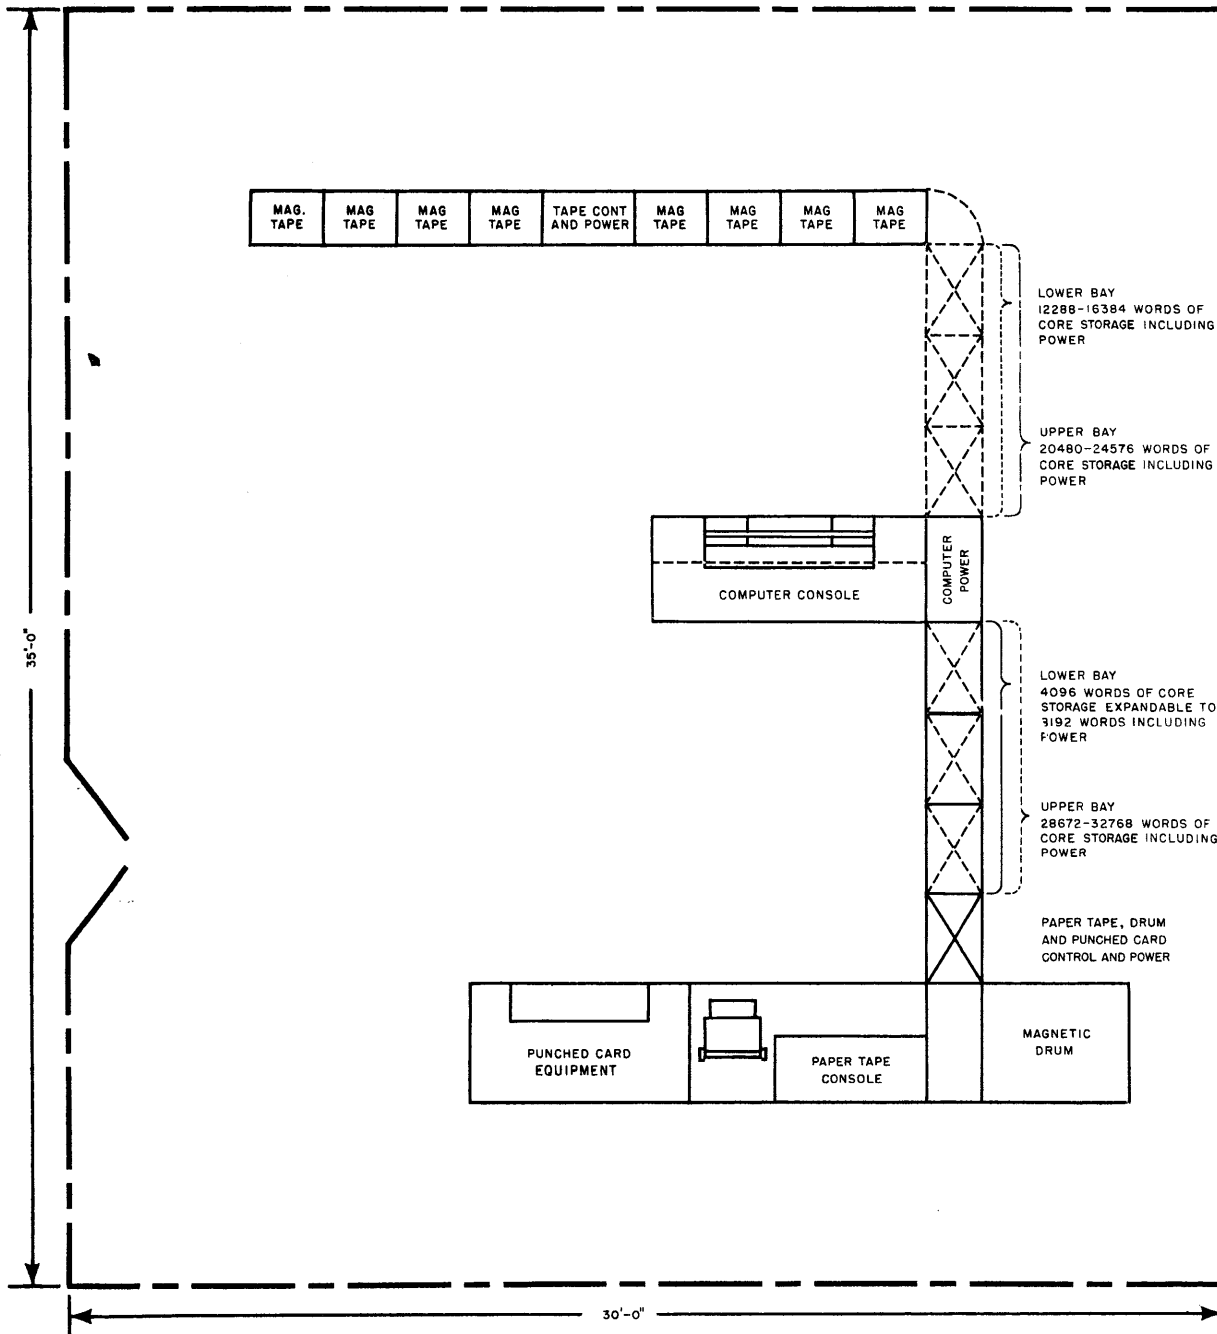 MAG. TAPE
MAG TAPE
MAG TAPE
MAG TAPE
TAPE CONT AND POWER
MAG TAPE
MAG TAPE
MAG TAPE
MAG TAPE
LOWER BAY
12288-16384 WORDS OF
CORE STORAGE INCLUDING
POWER
UPPER BAY
20480-24576 WORDS OF
CORE STORAGE INCLUDING
POWER
COMPUTER CONSOLE
COMPUTER
POWER
35'-0"
LOWER BAY
4096 WORDS OF CORE
STORAGE EXPANDABLE TO
3192 WORDS INCLUDING
POWER
UPPER BAY
28672-32768 WORDS OF
CORE STORAGE INCLUDING
POWER
PAPER TAPE, DRUM
AND PUNCHED CARD
CONTROL AND POWER
PUNCHED CARD
EQUIPMENT
PAPER TAPE
CONSOLE
MAGNETIC
DRUM
30'-0"